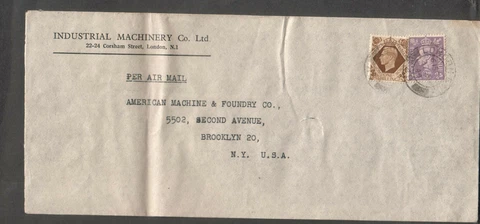 INDUSTRIAL MACHINERY Co. Ltd
22-24 Corsham Street, London, N.1
PER AIR MAIL
AMERICAN MACHINE & FOUNDRY CO.,
5502, SECOND AVENUE,
BROOKLYN 20,
N.Y. U.S.A.